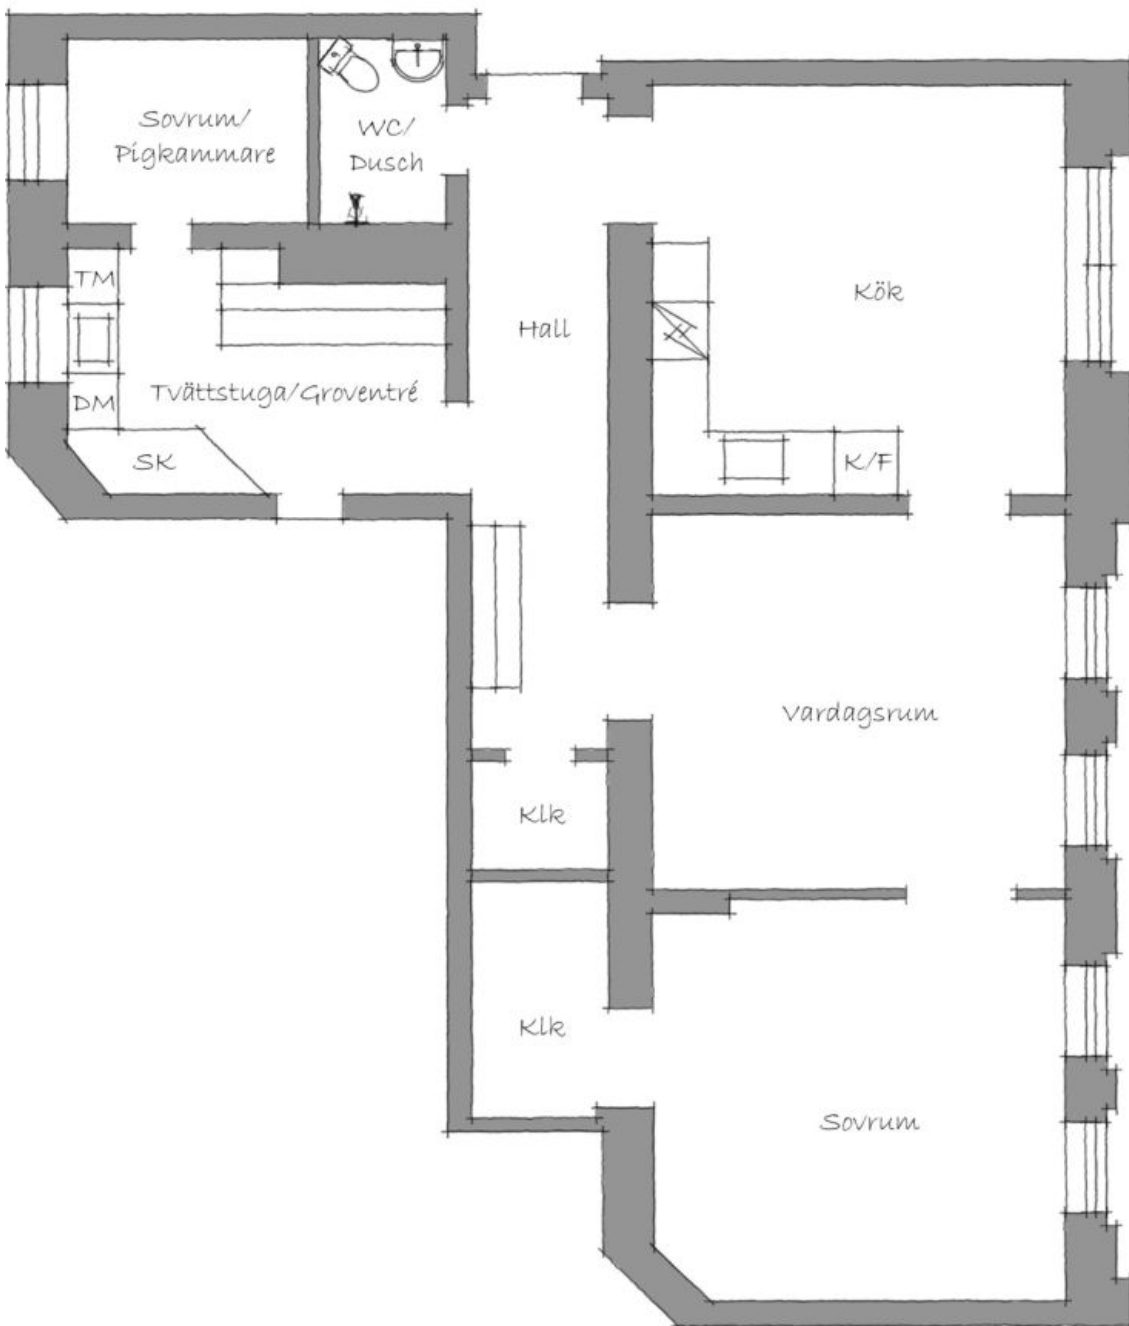 Sovrum/
Pigkammare
WC/
Dusch
TM
DM
SK
Tvättstuga/Groventré
Hall
Kök
K/F
Vardagsrum
Klk
Klk
Sovrum